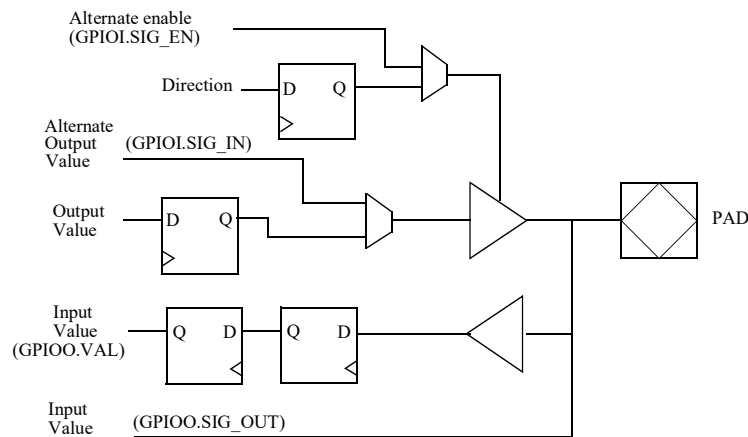 Alternate enable
(GPIOI.SIG_EN)
Direction
D Q
Alternate
Output
Value
(GPIOI.SIG_IN)
Output
Value
D Q
PAD
Input
Value
(GPIOO.VAL)
Q D
Q D
Input
Value
(GPIOO.SIG_OUT)